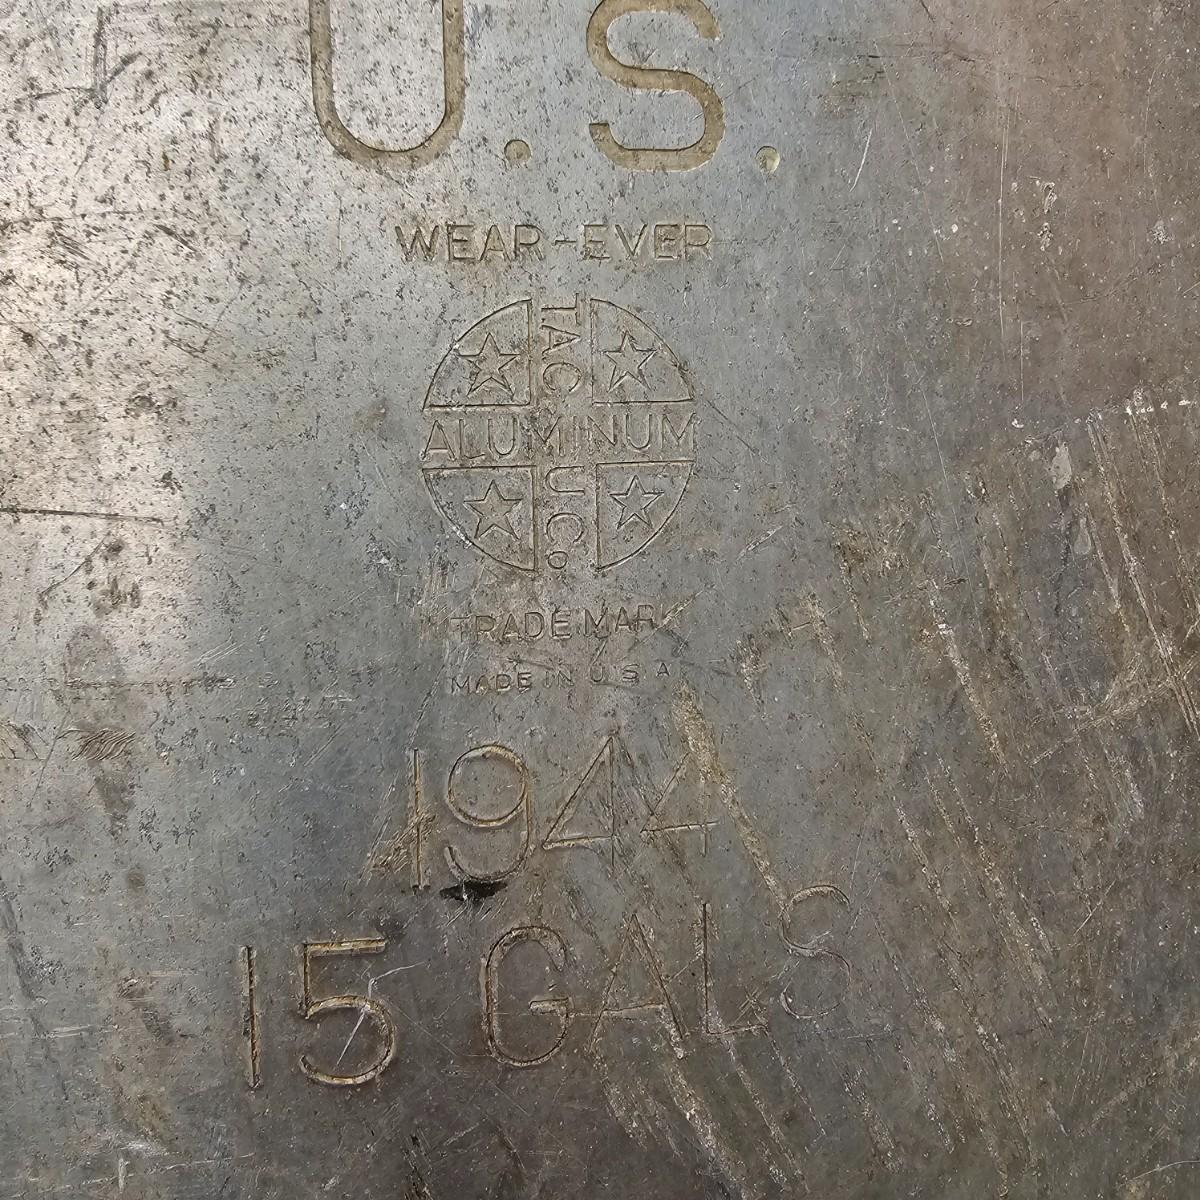 U.S.
WEAR-EVER
TAC
ALUMINUM
U Co
TRADE MARK
MADE IN U S A
1944
15 GALS